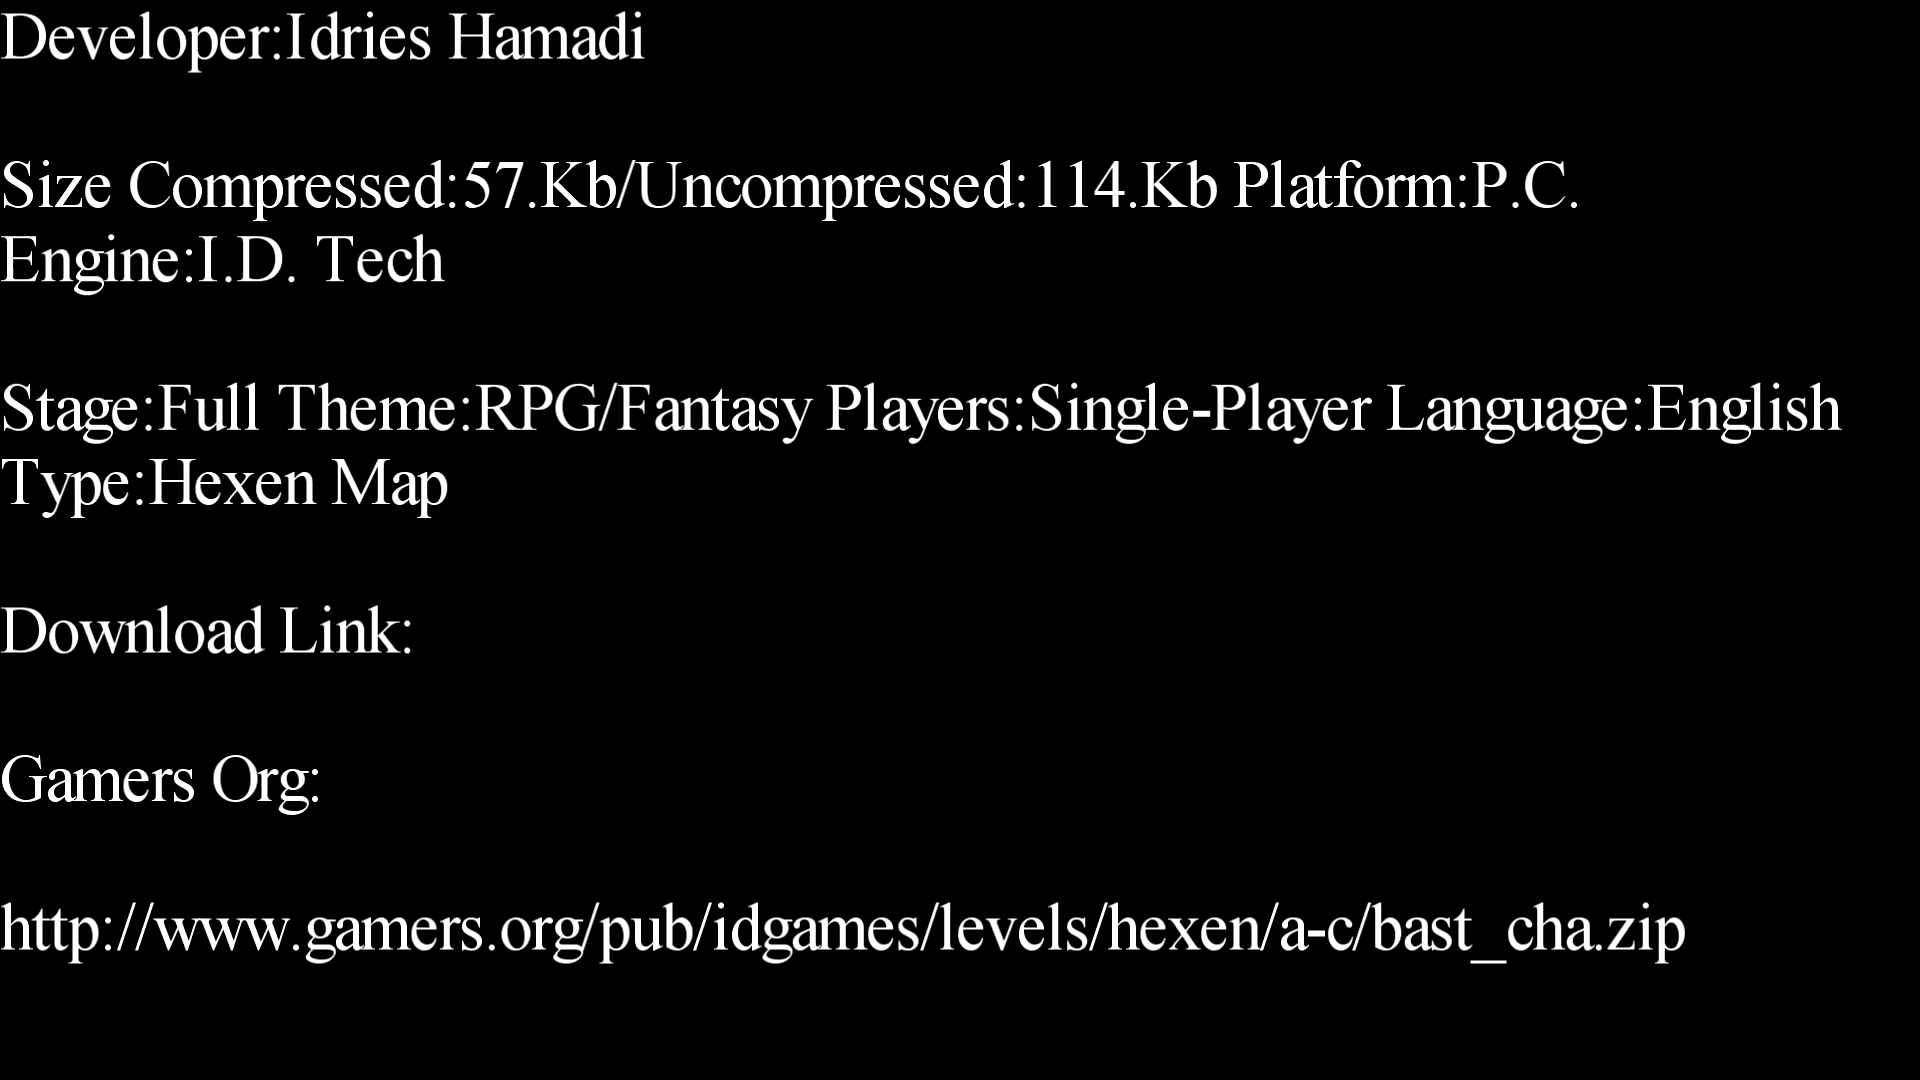 Developer:Idries Hamadi
Size Compressed:57.Kb/Uncompressed:114.Kb Platform:P.C.
Engine:I.D. Tech
Stage:Full Theme:RPG/Fantasy Players:Single-Player Language:English
Type:Hexen Map
Download Link:
Gamers Org:
http://www.gamers.org/pub/idgames/levels/hexen/a-c/bast_cha.zip